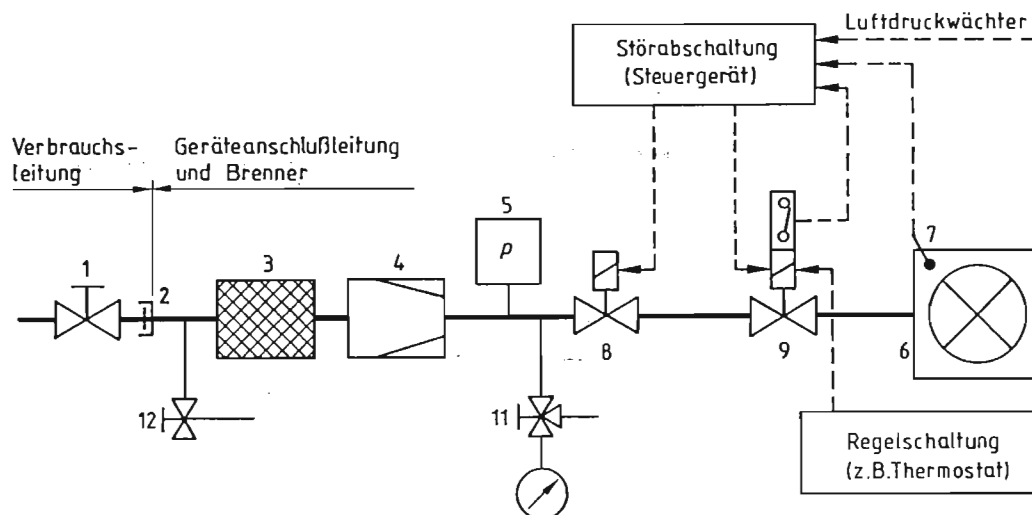 Luftdruckwächter
Störabschaltung
(Steuergerät)
Verbrauchs-
leitung
Geräteanschlußleitung
und Brenner
5
p
7
1
2
3
4
8
9
6
12
11
Regelschaltung
(z.B.Thermostat)